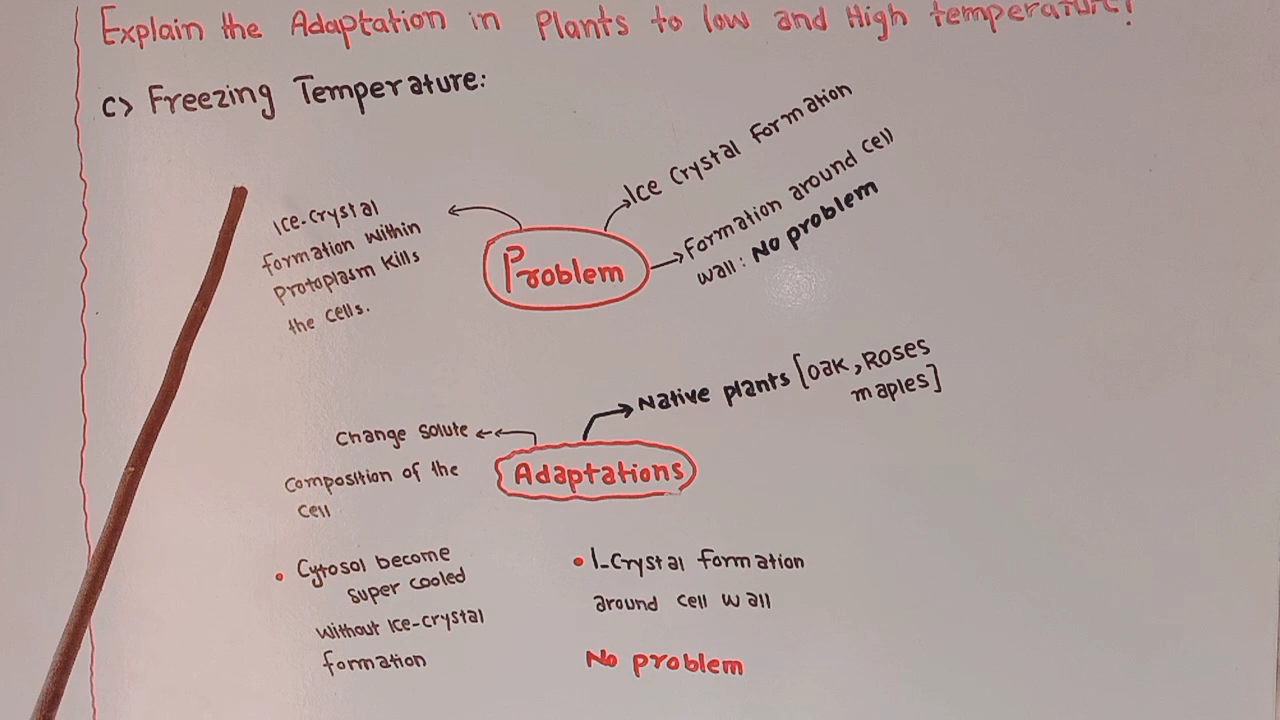 Explain the Adaptation in Plants to low and High temperature!
C> Freezing Temperature:
Ice Crystal Formation
Formation around cell
wall: No problem
Ice-Crystal
formation within
Protoplasm Kills
the cells.
Problem
Native plants [Oak, Roses
maples]
Change Solute
Composition of the
Cell
Adaptations
• Cytosol become
super cooled
without Ice-crystal
formation
• I-Crystal formation
around cell wall
No problem